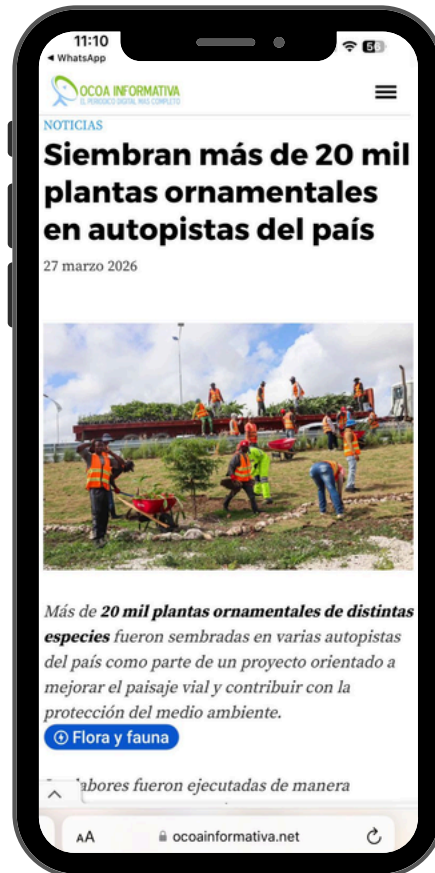 11:10
56
◄ WhatsApp
OCOA INFORMATIVA
EL PERIODICO DIGITAL MAS COMPLETO
NOTICIAS
Siembran más de 20 mil
plantas ornamentales
en autopistas del país
27 marzo 2026
Más de 20 mil plantas ornamentales de distintas
especies fueron sembradas en varias autopistas
del país como parte de un proyecto orientado a
mejorar el paisaje vial y contribuir con la
protección del medio ambiente.
Flora y fauna
labores fueron ejecutadas de manera
AA
ocoainformativa.net